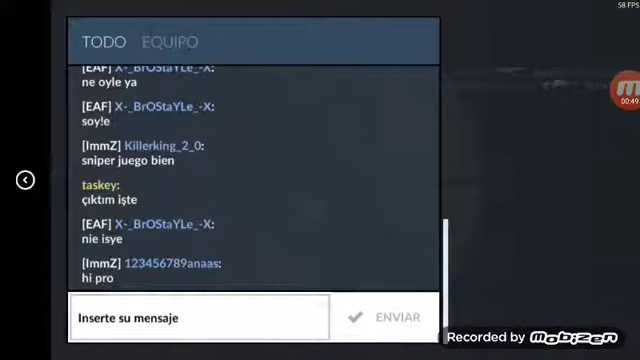 58 FPS
TODO EQUIPO
[EAF] X-_BrOStaYLe_-X:
ne oyle ya
[EAF] X-_BrOStaYLe_-X:
soy!e
[ImmZ] Killerking_2_0:
sniper juego bien
taskey:
çıktım işte
[EAF] X-_BrOStaYLe_-X:
nie isye
[ImmZ] 123456789anaas:
hi pro
Inserte su mensaje
ENVIAR
00:49
Recorded by Mobizen